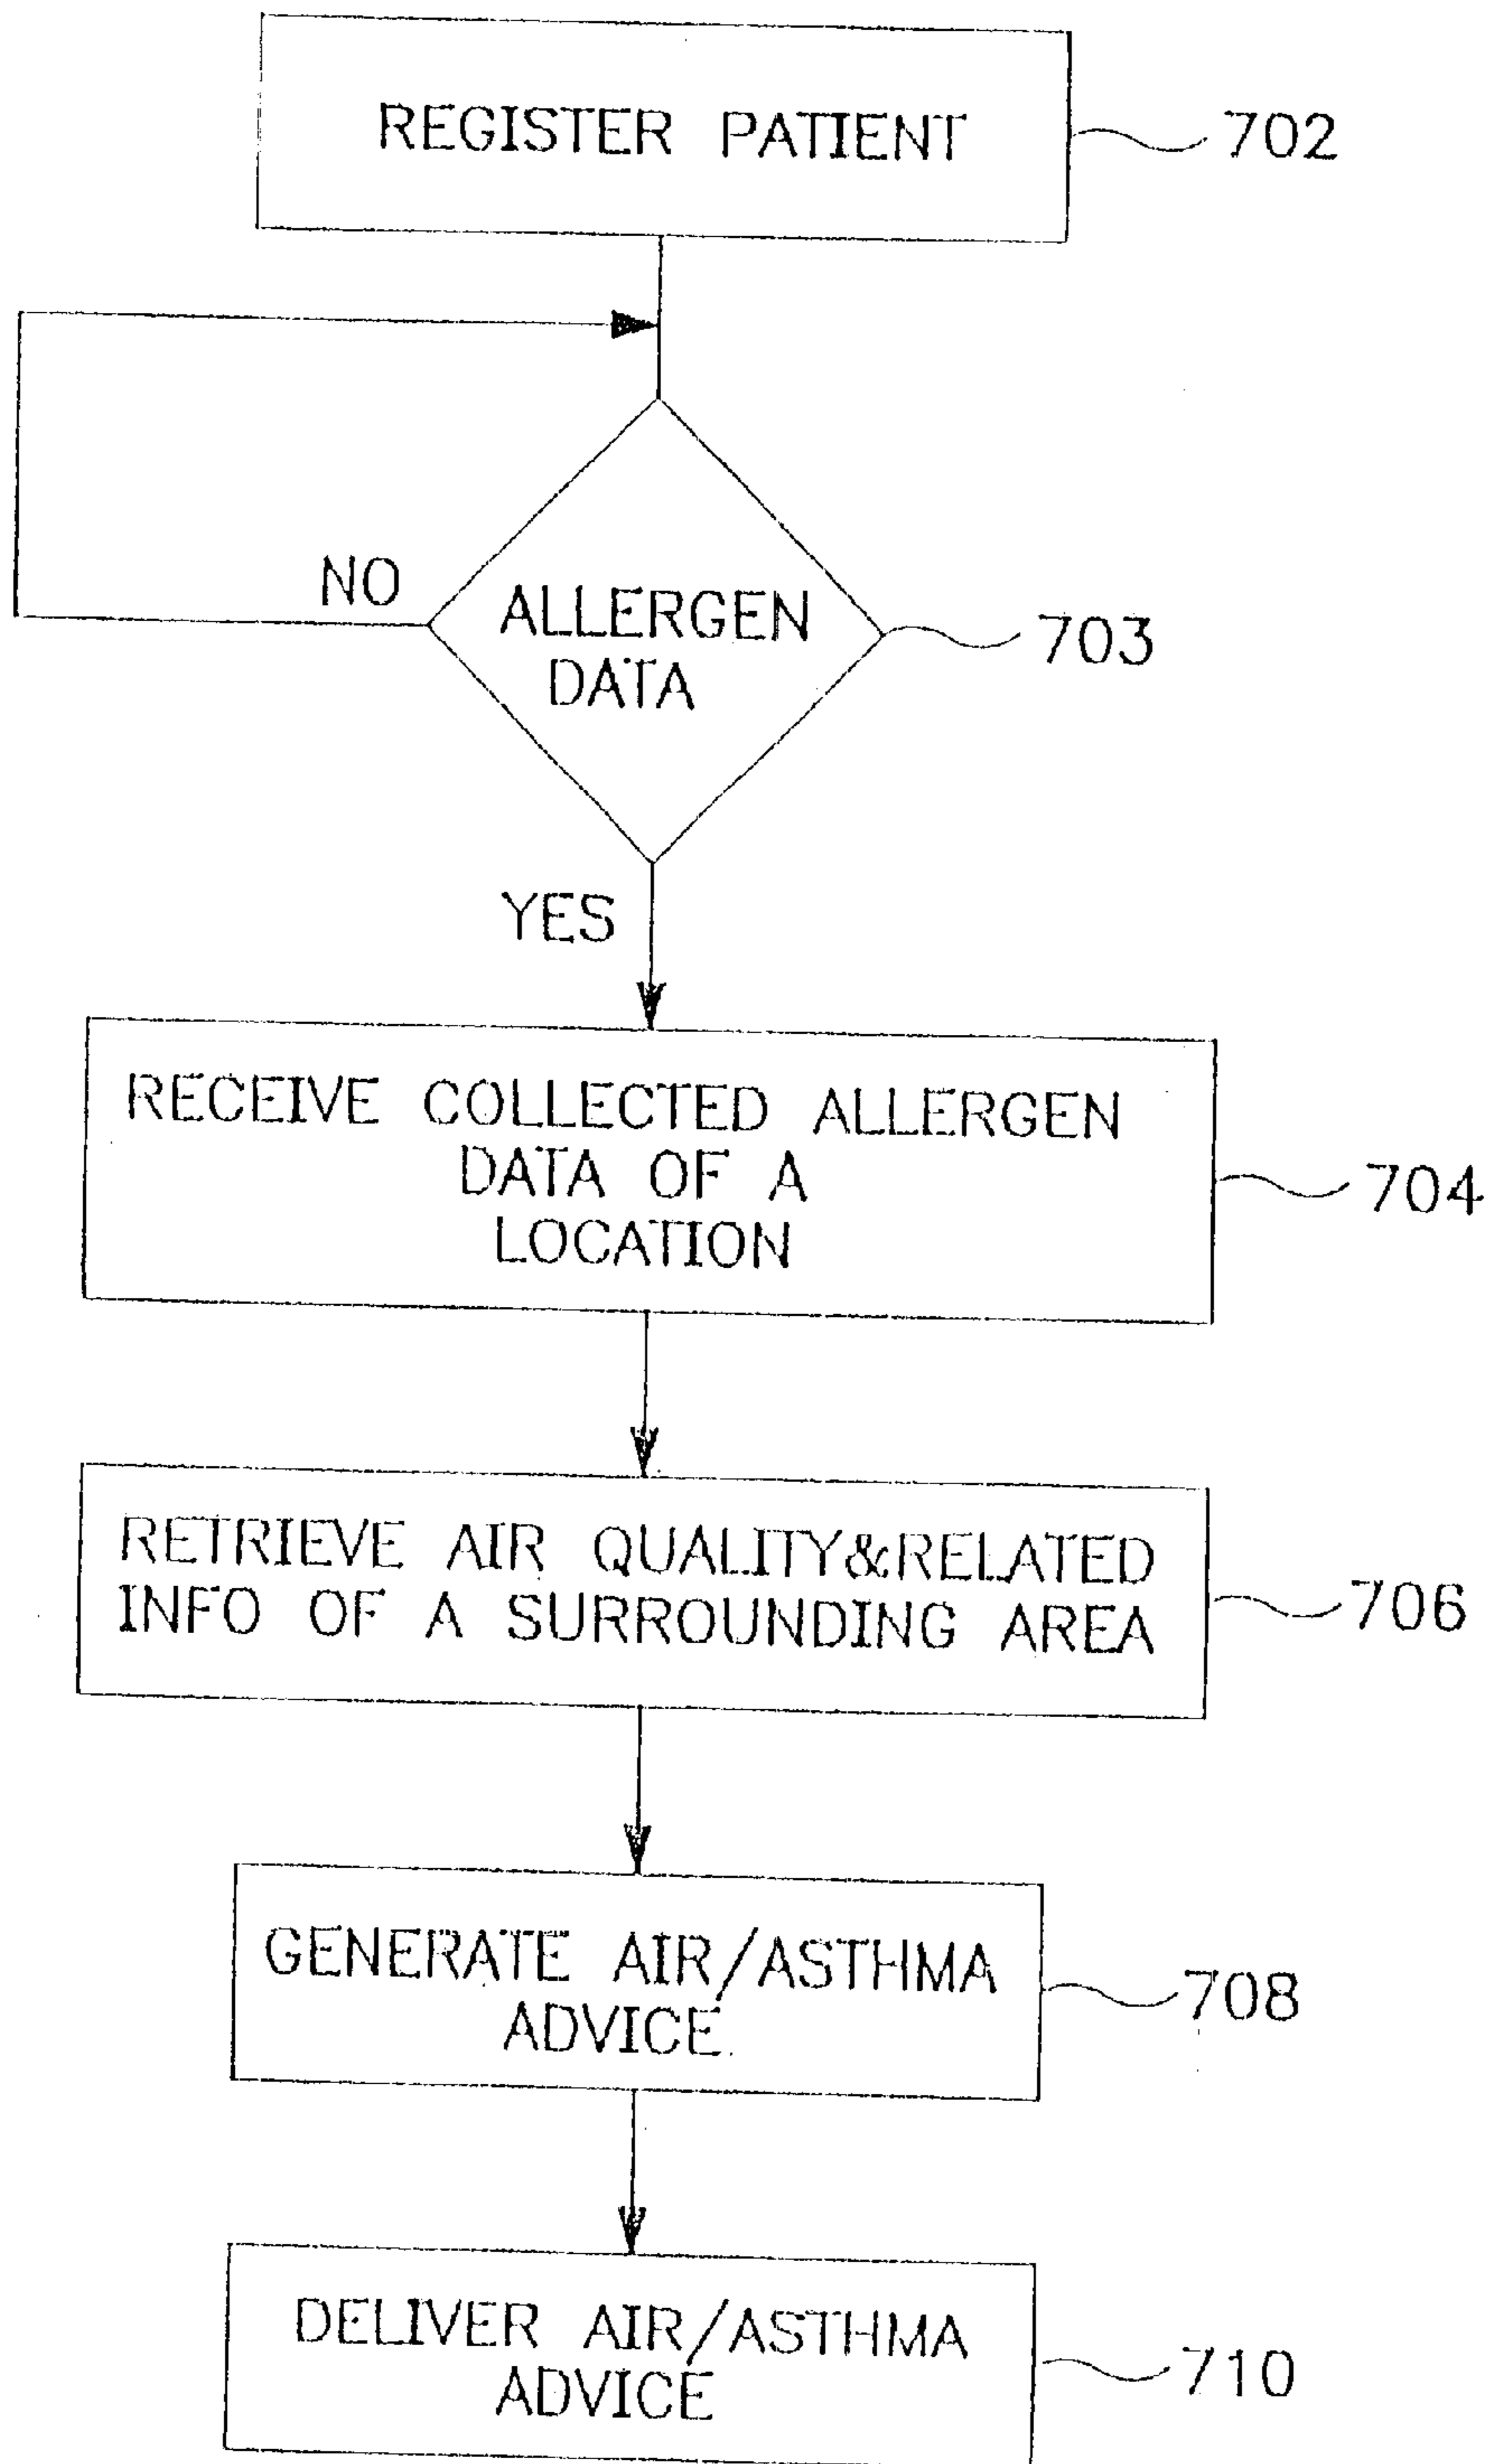 REGISTER PATIENT
702
NO
ALLERGEN
DATA
703
YES
RECEIVE COLLECTED ALLERGEN
DATA OF A
LOCATION
704
RETRIEVE AIR QUALITY&RELATED
INFO OF A SURROUNDING AREA
706
GENERATE AIR/ASTHMA
ADVICE
708
DELIVER AIR/ASTHMA
ADVICE
710